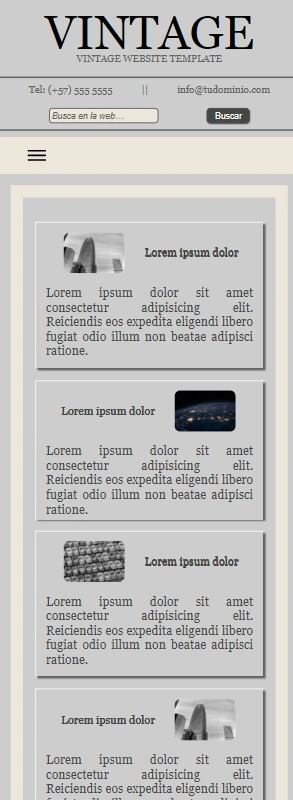 VINTAGE
VINTAGE WEBSITE TEMPLATE
Tel: (+57) 555 5555 || info@tudominio.com
Busca en la web... Buscar
Lorem ipsum dolor
Lorem ipsum dolor sit amet
consectetur adipisicing elit.
Reiciendis eos expedita eligendi libero
fugiat odio illum non beatae adipisci
ratione.
Lorem ipsum dolor
Lorem ipsum dolor sit amet
consectetur adipisicing elit.
Reiciendis eos expedita eligendi libero
fugiat odio illum non beatae adipisci
ratione.
Lorem ipsum dolor
Lorem ipsum dolor sit amet
consectetur adipisicing elit.
Reiciendis eos expedita eligendi libero
fugiat odio illum non beatae adipisci
ratione.
Lorem ipsum dolor
Lorem ipsum dolor sit amet
consectetur adipisicing elit.
Reiciendis eos expedita eligendi libero